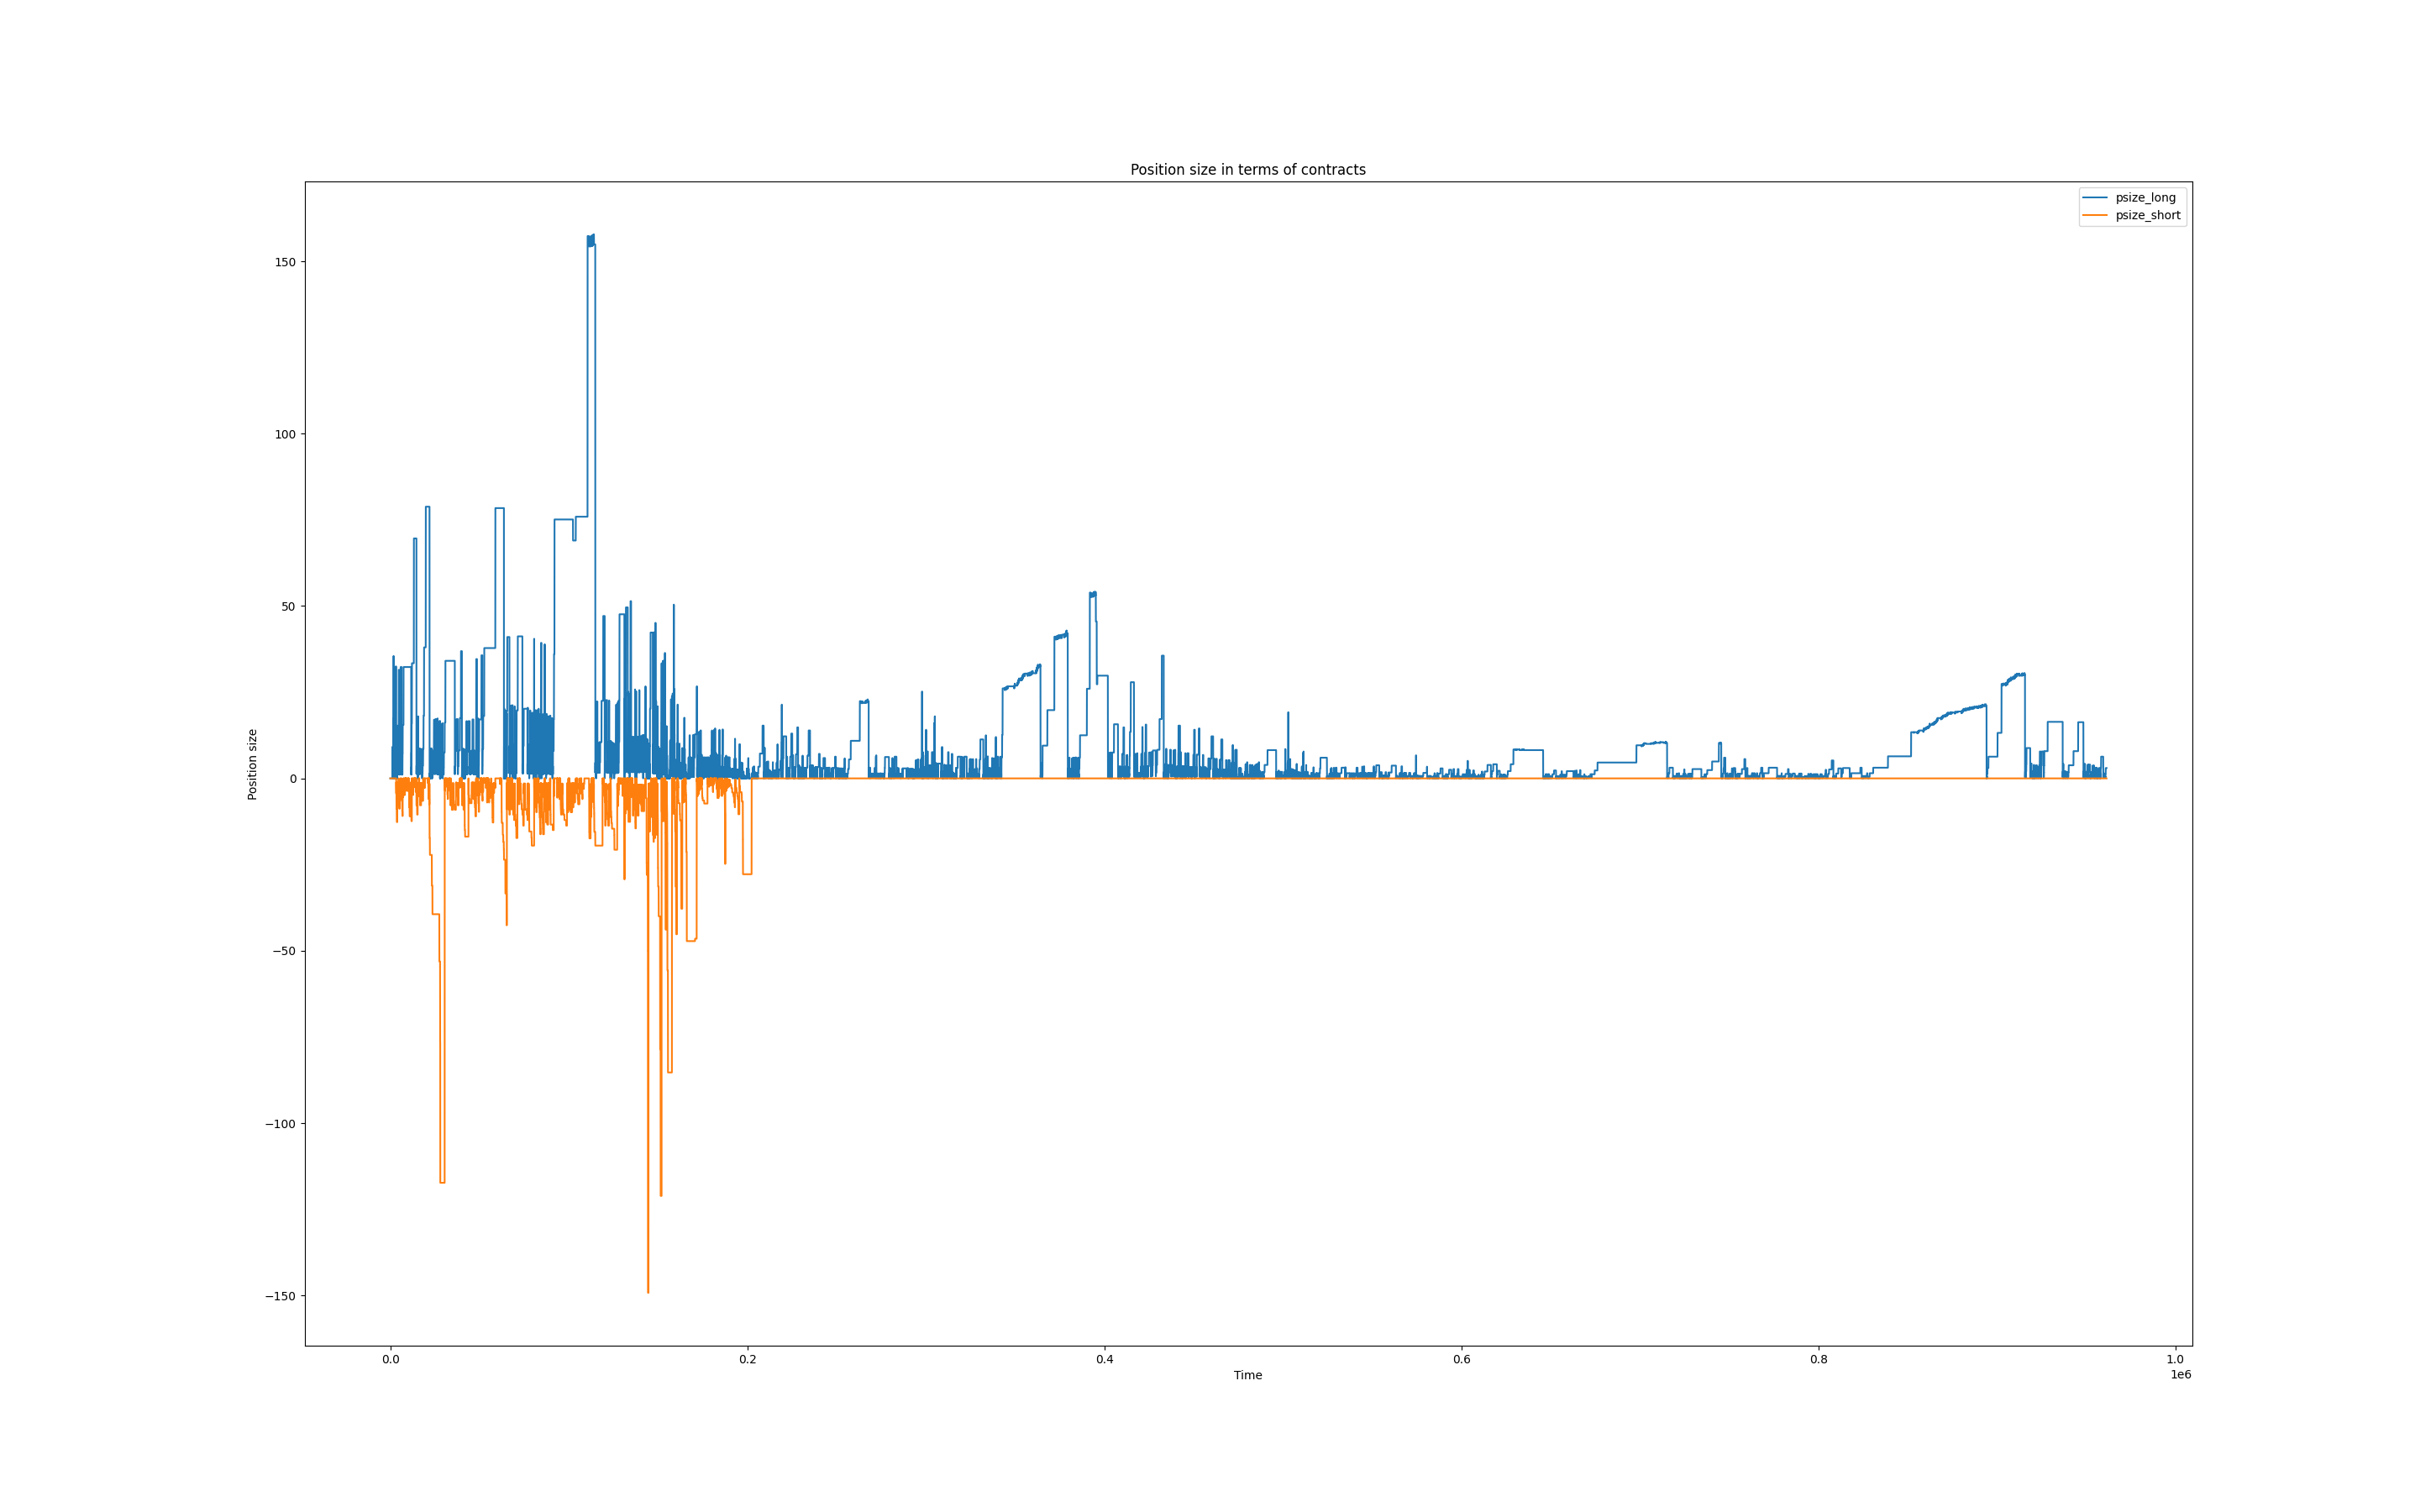 Position size in terms of contracts
psize_long
psize_short
Position size
150
100
50
0
−50
−100
−150
0.0
0.2
0.4
0.6
0.8
1.0
1e6
Time